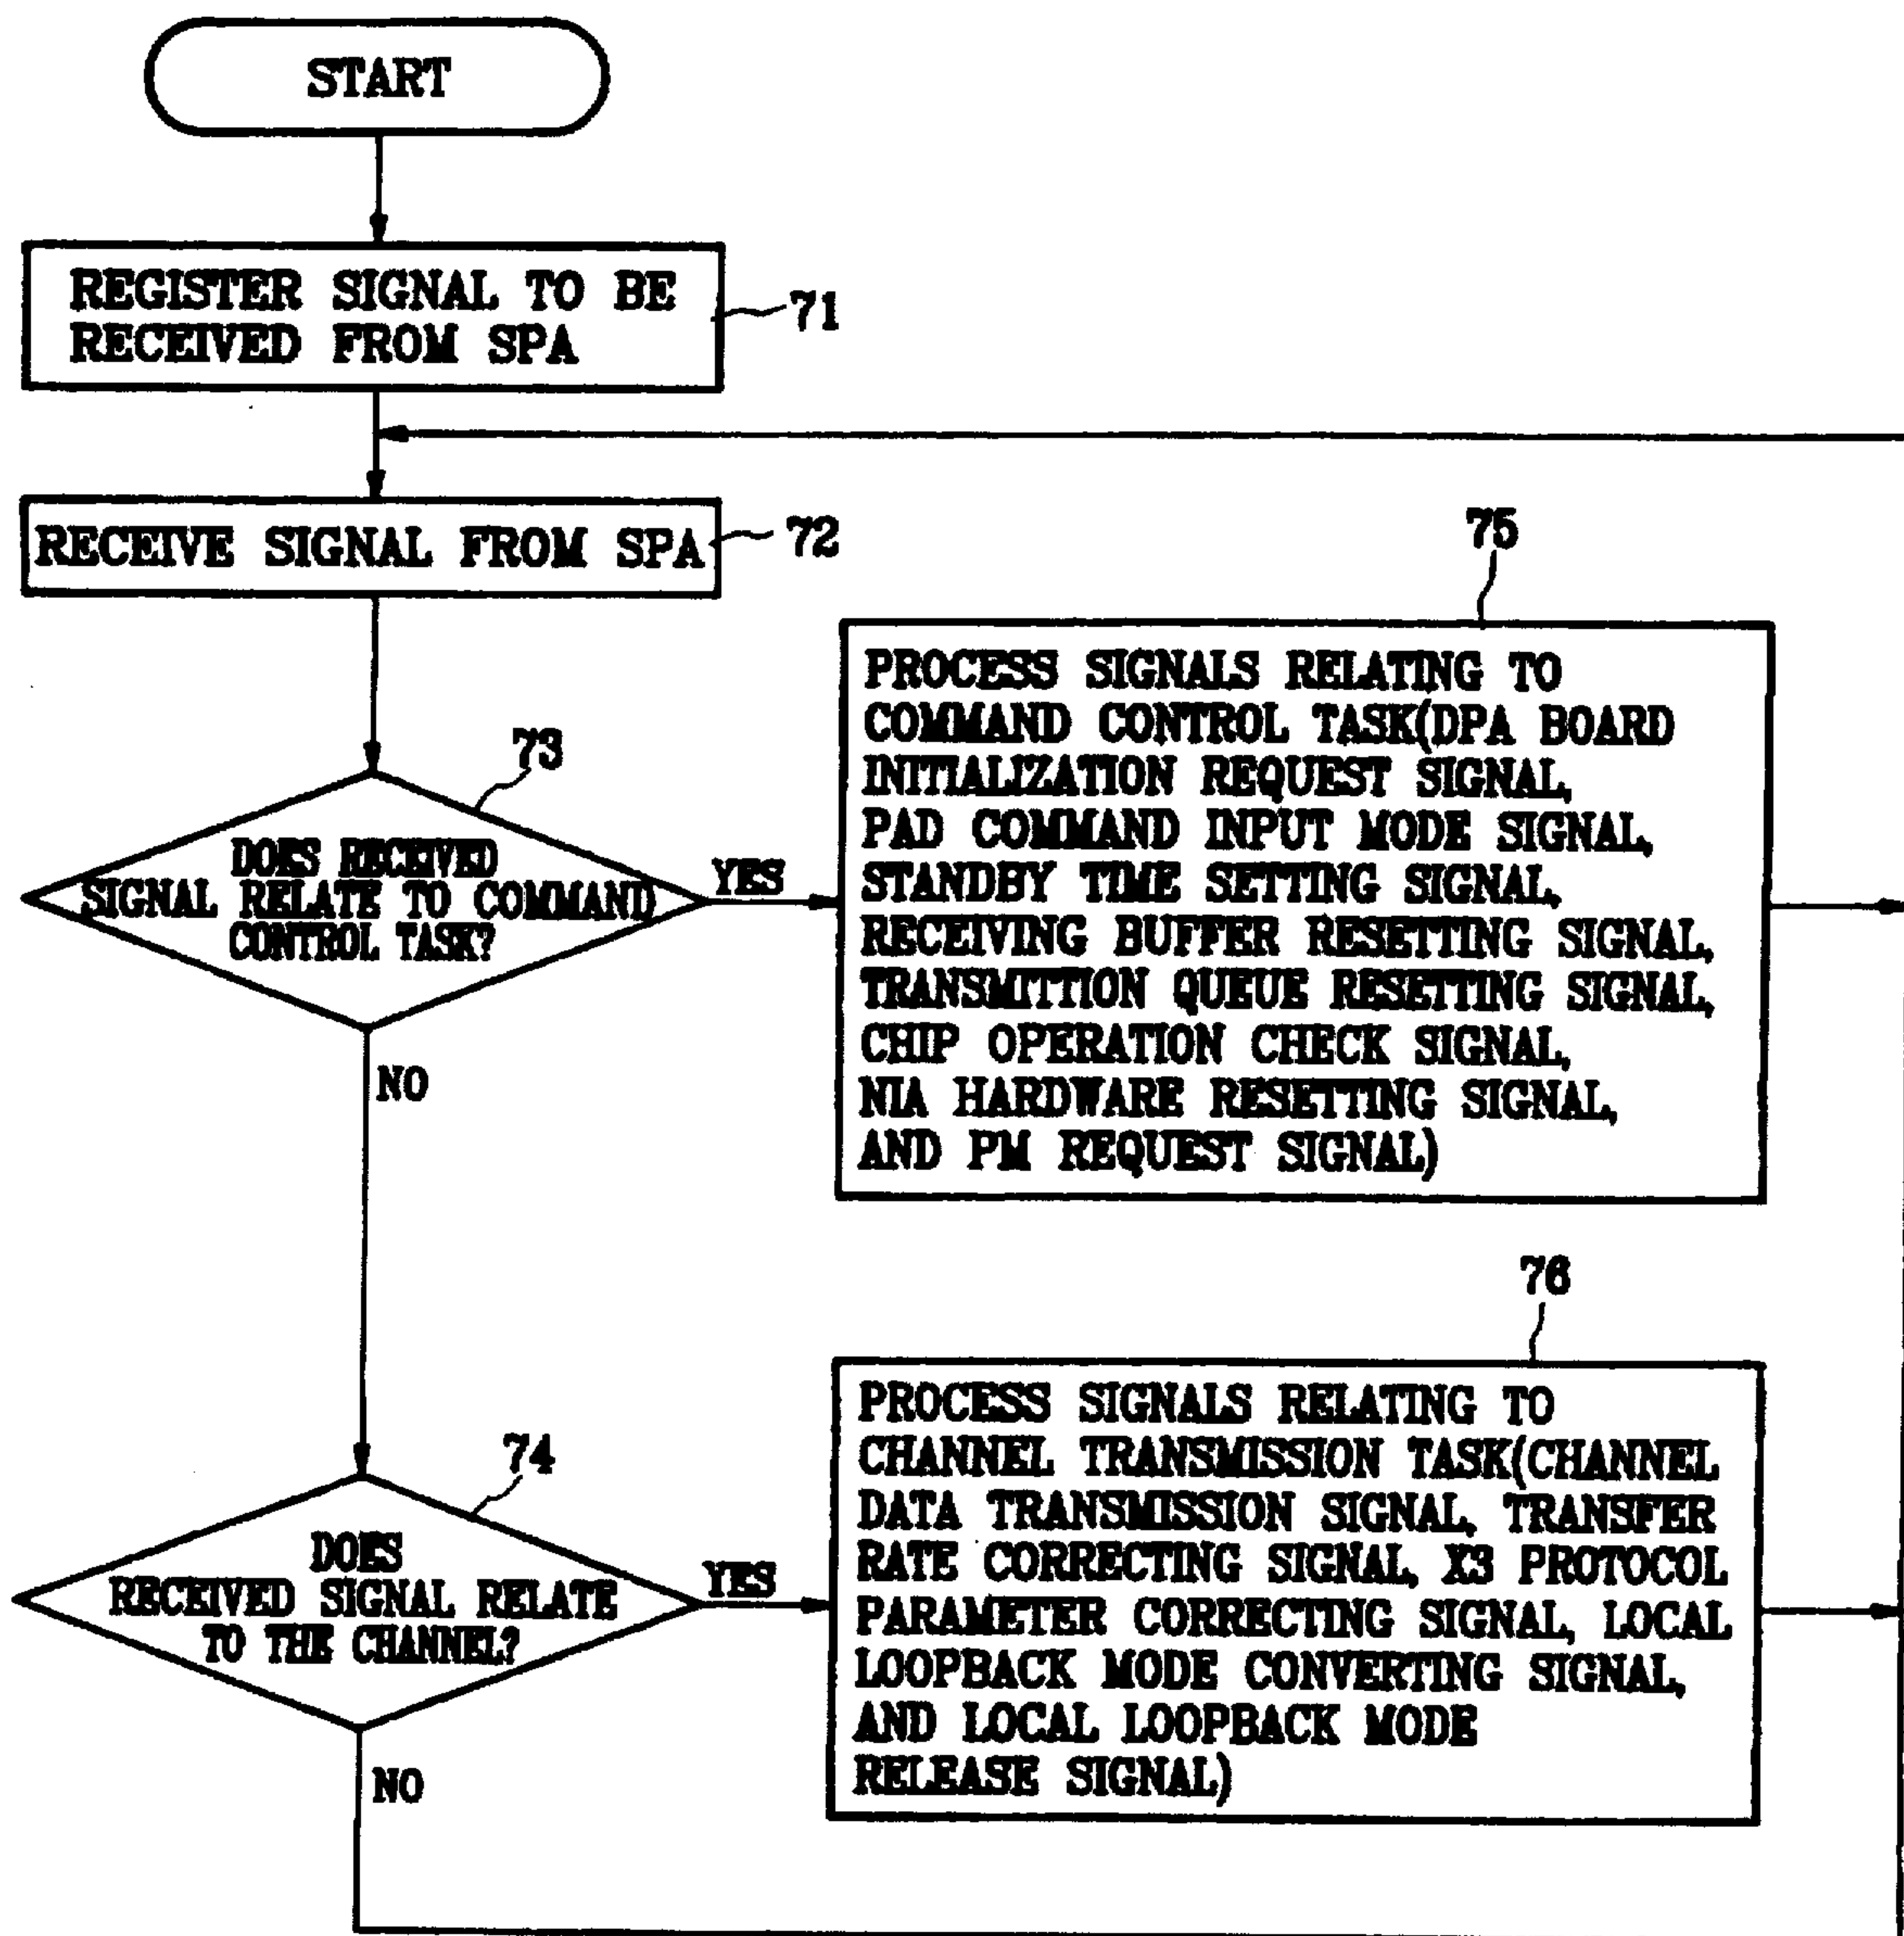 START
REGISTER SIGNAL TO BE
RECEIVED FROM SPA
71
RECEIVE SIGNAL FROM SPA
72
73
DOES RECEIVED
SIGNAL RELATE TO COMMAND
CONTROL TASK?
YES
NO
75
PROCESS SIGNALS RELATING TO
COMMAND CONTROL TASK(DPA BOARD
INITIALIZATION REQUEST SIGNAL,
PAD COMMAND INPUT MODE SIGNAL,
STANDBY TIME SETTING SIGNAL,
RECEIVING BUFFER RESETTING SIGNAL,
TRANSMITTION QUEUE RESETTING SIGNAL,
CHIP OPERATION CHECK SIGNAL,
NIA HARDWARE RESETTING SIGNAL,
AND PM REQUEST SIGNAL)
74
DOES
RECEIVED SIGNAL RELATE
TO THE CHANNEL?
YES
NO
76
PROCESS SIGNALS RELATING TO
CHANNEL TRANSMISSION TASK(CHANNEL
DATA TRANSMISSION SIGNAL, TRANSFER
RATE CORRECTING SIGNAL, X3 PROTOCOL
PARAMETER CORRECTING SIGNAL, LOCAL
LOOPBACK MODE CONVERTING SIGNAL,
AND LOCAL LOOPBACK MODE
RELEASE SIGNAL)